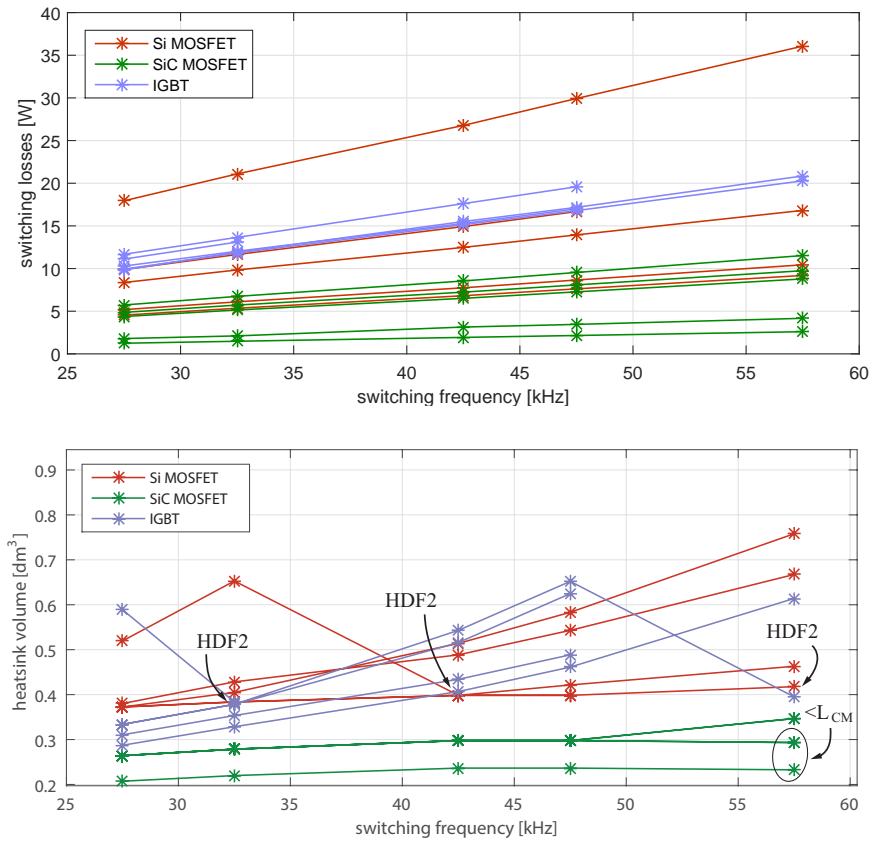 40
35
30
25
20
15
10
5
0
switching losses [W]
Si MOSFET
SiC MOSFET
IGBT
25 30 35 40 45 50 55 60
switching frequency [kHz]
0.9
0.8
0.7
0.6
0.5
0.4
0.3
0.2
heatsink volume [dm³]
Si MOSFET
SiC MOSFET
IGBT
HDF2
HDF2
HDF2
<L CM
25 30 35 40 45 50 55 60
switching frequency [kHz]